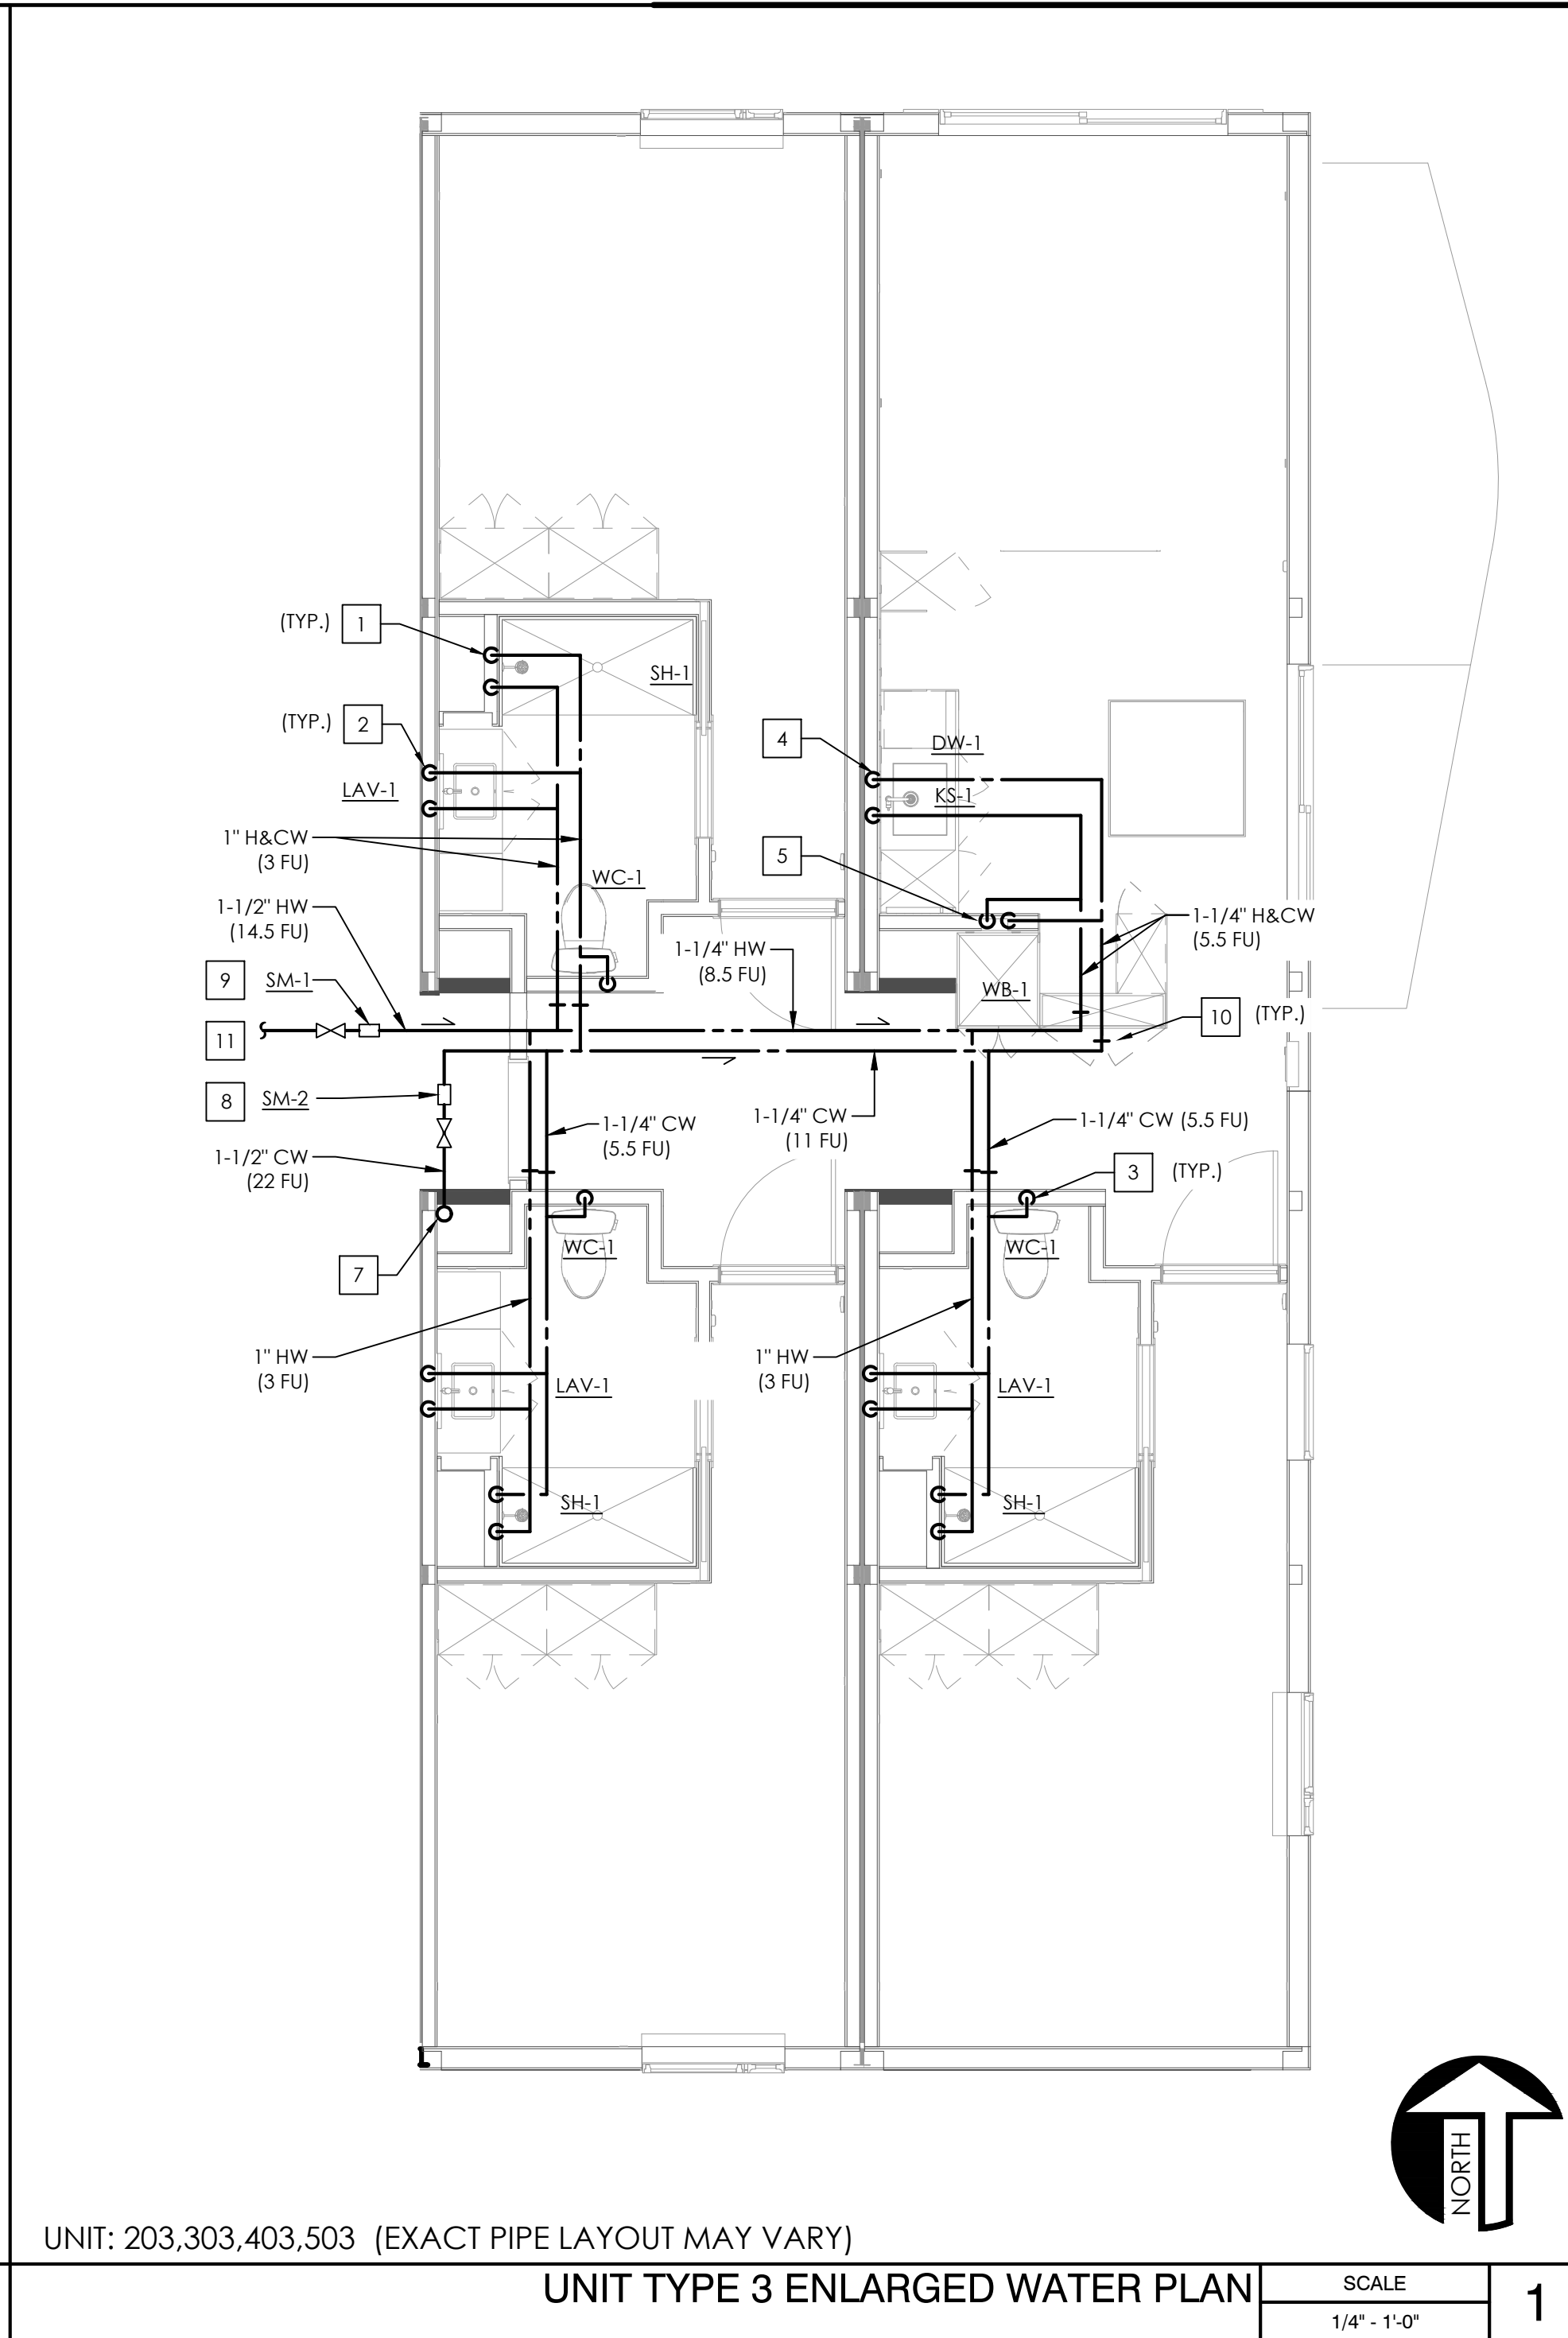 (TYP.) 1
SH-1
(TYP.) 2
4
DW-1
LAV-1
KS-1
1" H&CW
(3 FU)
5
WC-1
1-1/2" HW
(14.5 FU)
1-1/4" H&CW
(5.5 FU)
1-1/4" HW
(8.5 FU)
9 SM-1
WB-1
10 (TYP.)
11
8 SM-2
1-1/4" CW
(5.5 FU)
1-1/4" CW
(11 FU)
1-1/4" CW (5.5 FU)
1-1/2" CW
(22 FU)
3 (TYP.)
WC-1
WC-1
7
1" HW
(3 FU)
LAV-1
1" HW
(3 FU)
LAV-1
SH-1
SH-1
NORTH
UNIT: 203,303,403,503 (EXACT PIPE LAYOUT MAY VARY)
UNIT TYPE 3 ENLARGED WATER PLAN
SCALE
1/4" - 1'-0"
1